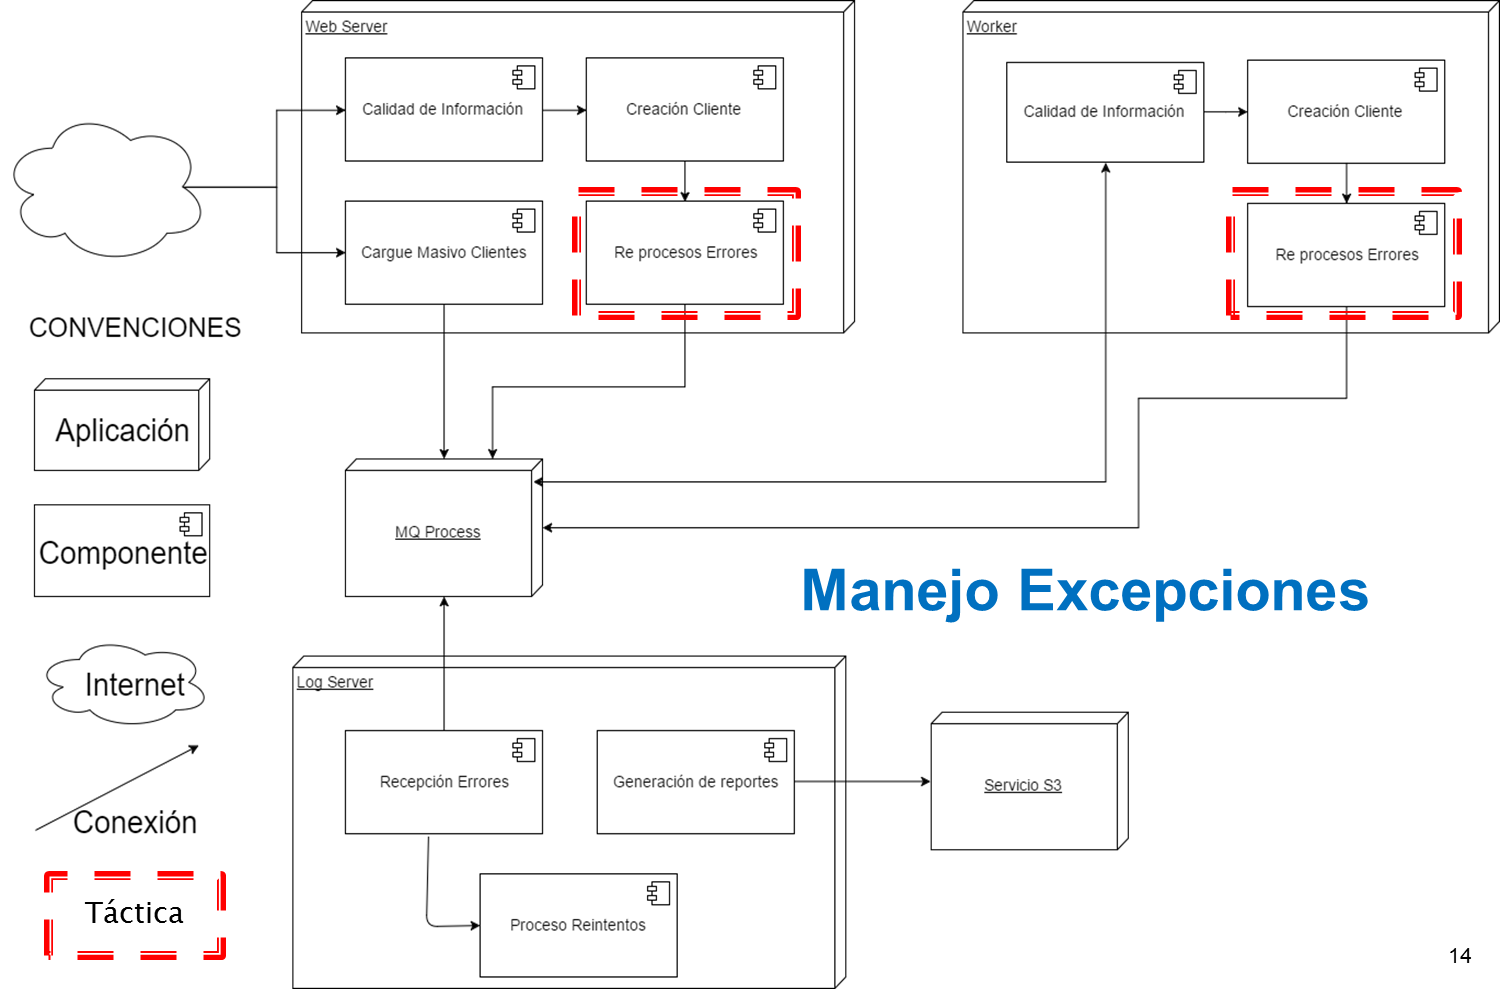 Web Server
Worker
Calidad de Información
Creación Cliente
Calidad de Información
Creación Cliente
Cargue Masivo Clientes
Re procesos Errores
Re procesos Errores
CONVENCIONES
Aplicación
MQ Process
Componente
Manejo Excepciones
Internet
Log Server
Recepción Errores
Generación de reportes
Servicio S3
Conexión
Táctica
Proceso Reintentos
14